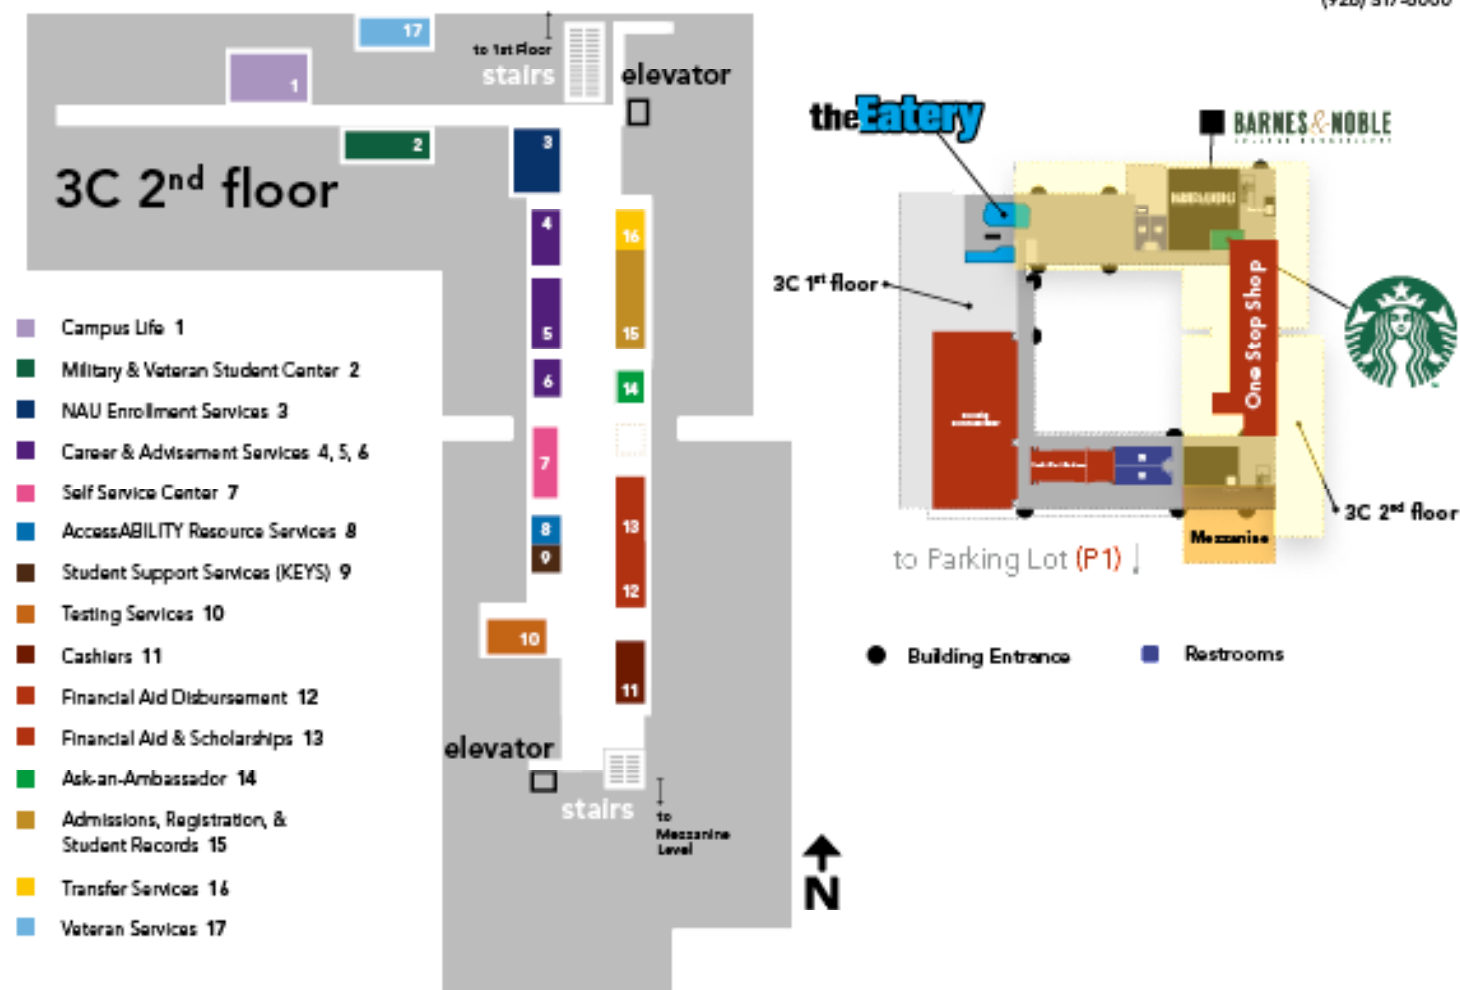 17
to 1st Floor
stairs
elevator
1
2
3
3C 2nd floor
4
16
5
15
6
14
7
13
8
9
12
10
11
elevator
stairs
to
Mezzanine
Level
N
Campus Life 1
Military & Veteran Student Center 2
NAU Enrollment Services 3
Career & Advisement Services 4, 5, 6
Self Service Center 7
AccessABILITY Resource Services 8
Student Support Services (KEYS) 9
Testing Services 10
Cashiers 11
Financial Aid Disbursement 12
Financial Aid & Scholarships 13
Ask-an-Ambassador 14
Admissions, Registration, &
Student Records 15
Transfer Services 16
Veteran Services 17
theEatery
BARNES & NOBLE
3C 1st floor
One Stop Shop
3C 2nd floor
Mezzanine
to Parking Lot (P1)
Building Entrance
Restrooms